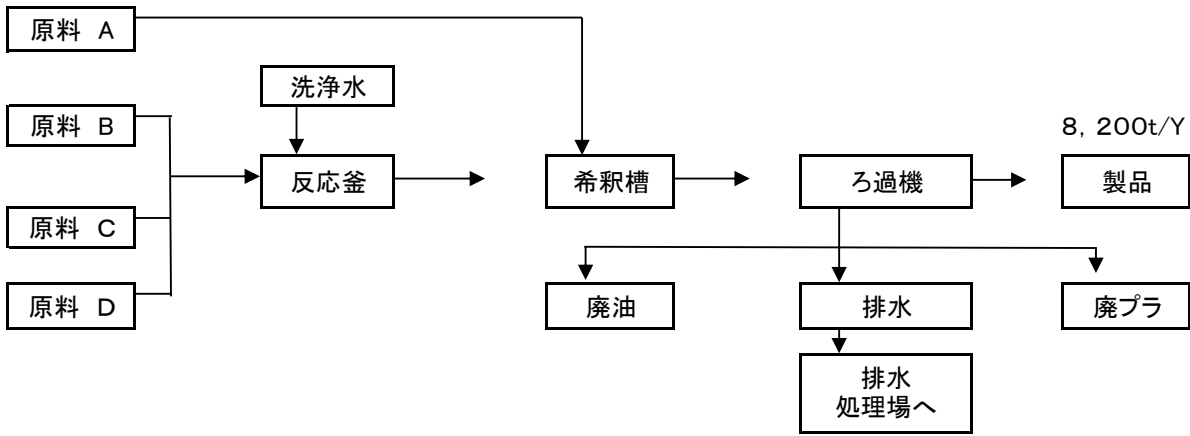 原料 A
洗浄水
原料 B
8，200t/Y
反応釜
希釈槽
ろ過機
製品
原料 C
原料 D
廃油
排水
廃プラ
排水
処理場へ